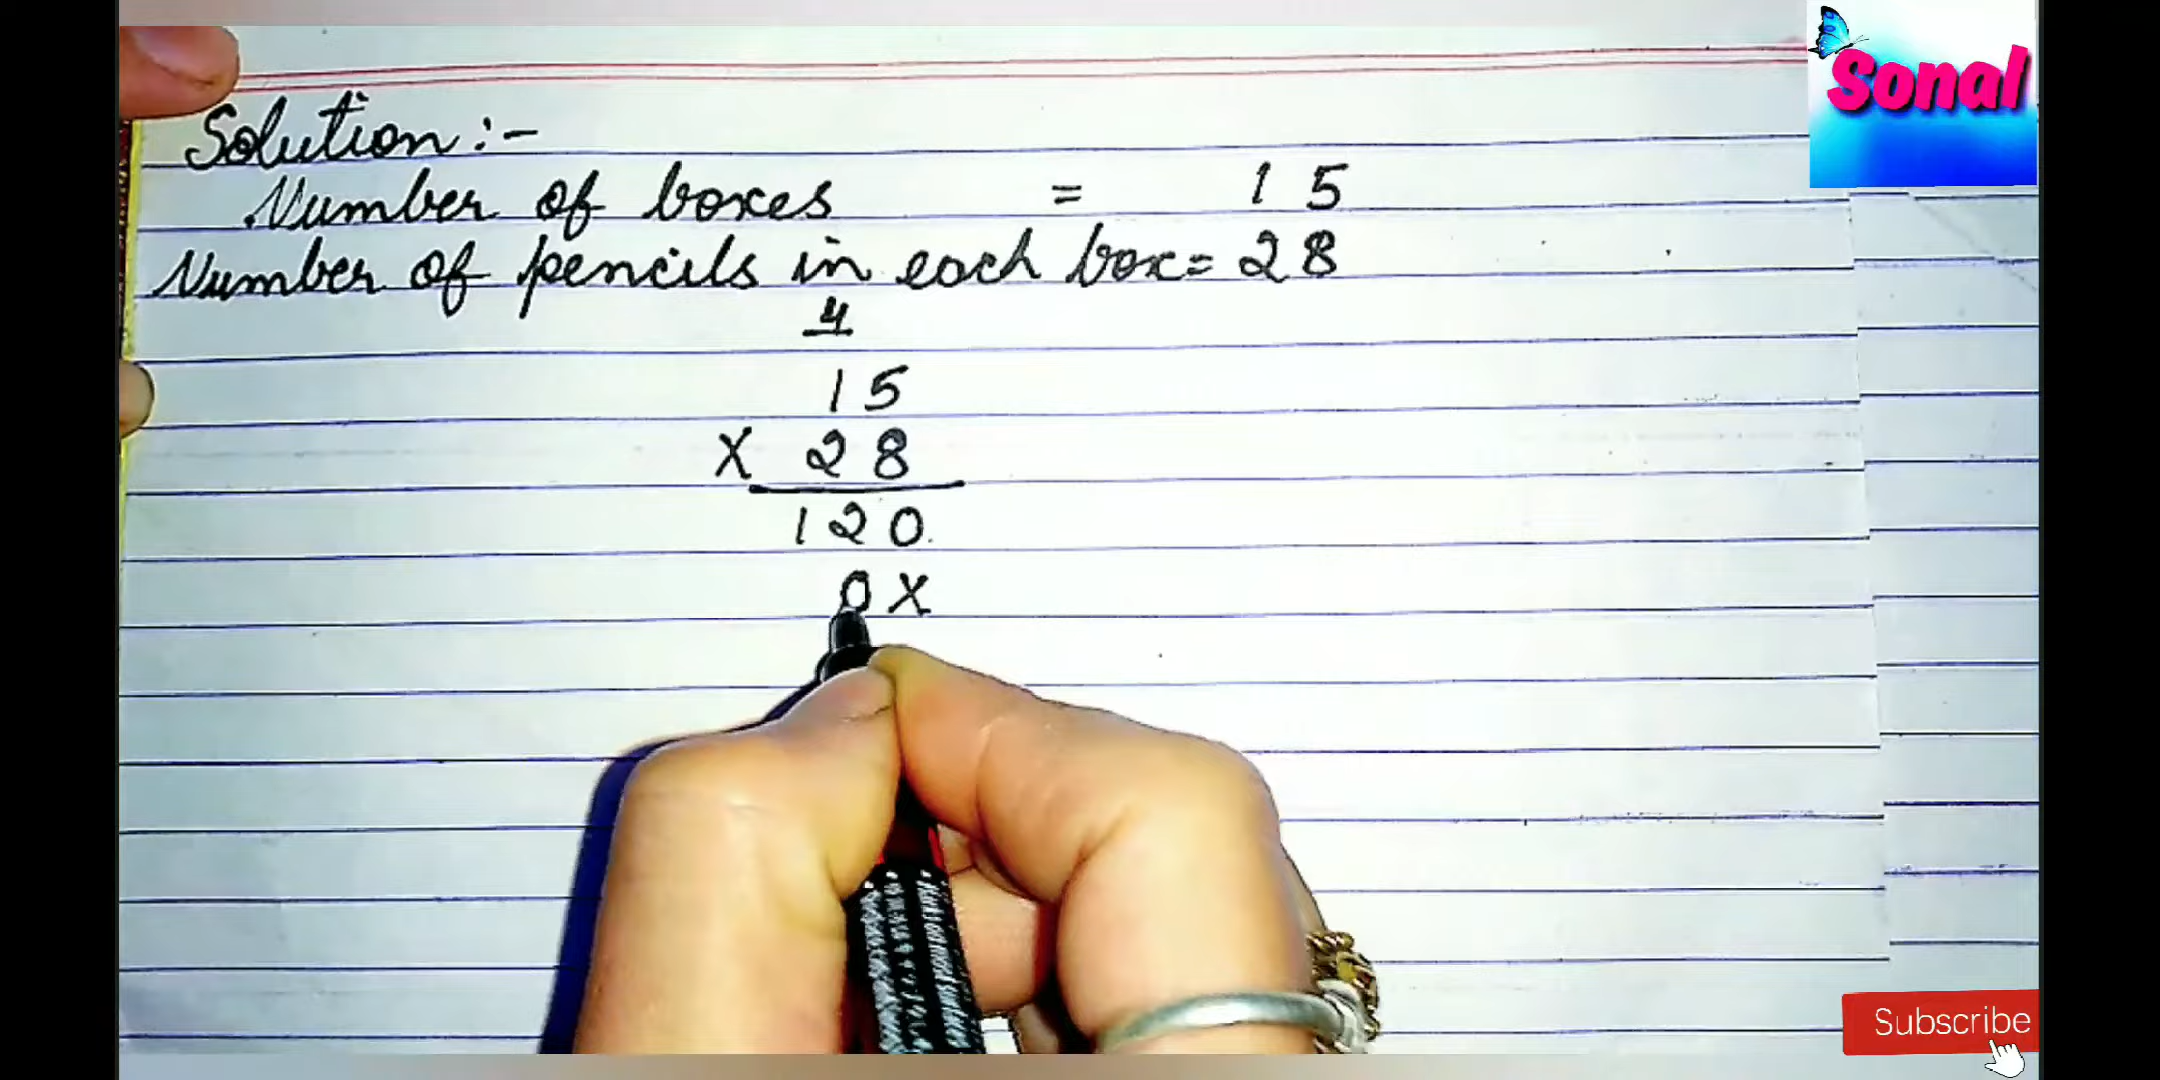 Sonal
Solution :-
Number of boxes = 15
Number of pencils in each box = 28
4
15
X 28
120
0X
Subscribe